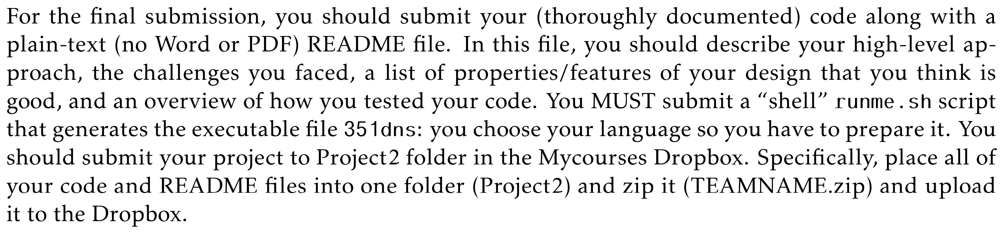 For the final submission, you should submit your (thoroughly documented) code along with a
plain-text (no Word or PDF) README file. In this file, you should describe your high-level ap-
proach, the challenges you faced, a list of properties/features of your design that you think is
good, and an overview of how you tested your code. You MUST submit a “shell” runme.sh script
that generates the executable file 351dns: you choose your language so you have to prepare it. You
should submit your project to Project2 folder in the Mycourses Dropbox. Specifically, place all of
your code and README files into one folder (Project2) and zip it (TEAMNAME.zip) and upload
it to the Dropbox.